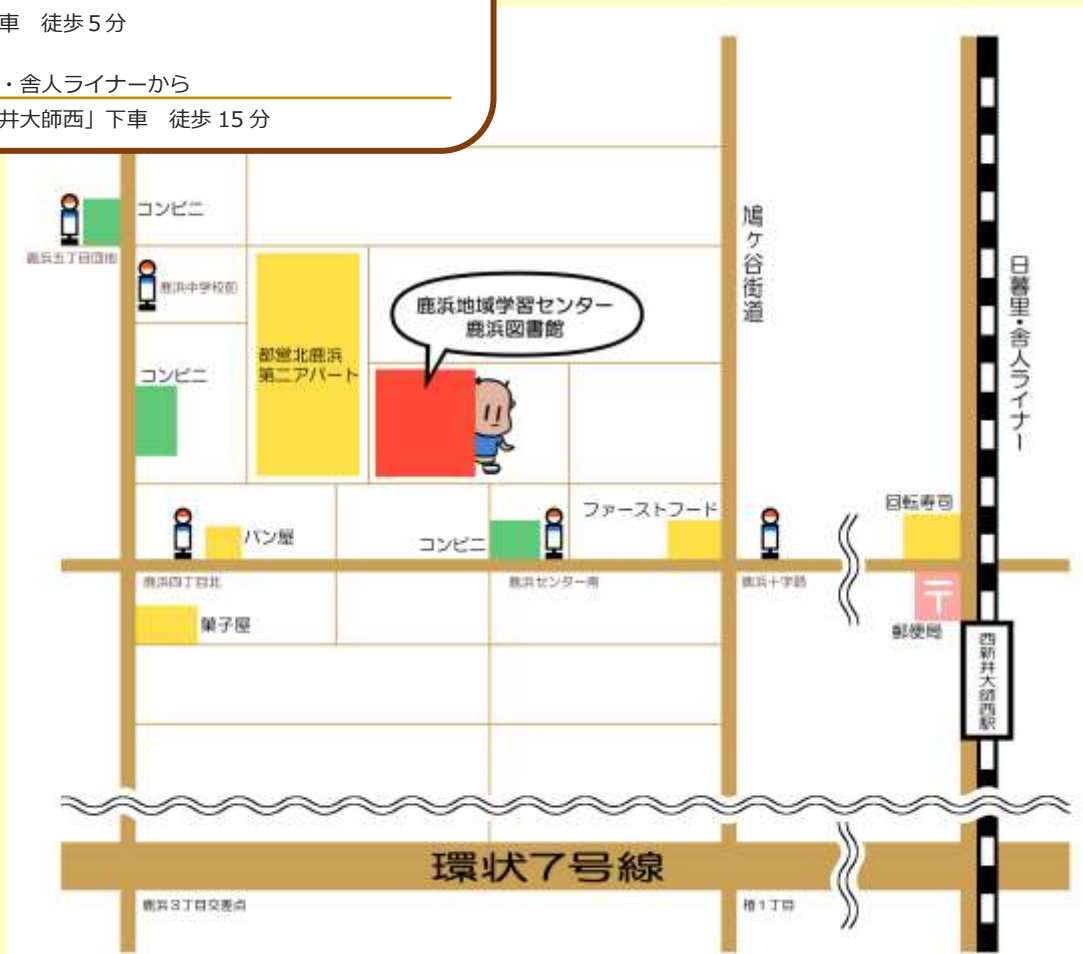 車 徒歩5分
・舎人ライナーから
井大師西」下車 徒歩 15 分
コンビニ
鹿浜五丁目団地
鹿浜中学校前
鳩ヶ谷街道
日暮里・舎人ライナー
鹿浜地域学習センター
鹿浜図書館
都営北鹿浜
第二アパート
コンビニ
ファーストフード
回転寿司
パン屋
コンビニ
鹿浜四丁目北
鹿浜センター南
鹿浜十字路
〒
郵便局
菓子屋
西新井大師西駅
環状7号線
鹿浜3丁目交差点
椿1丁目